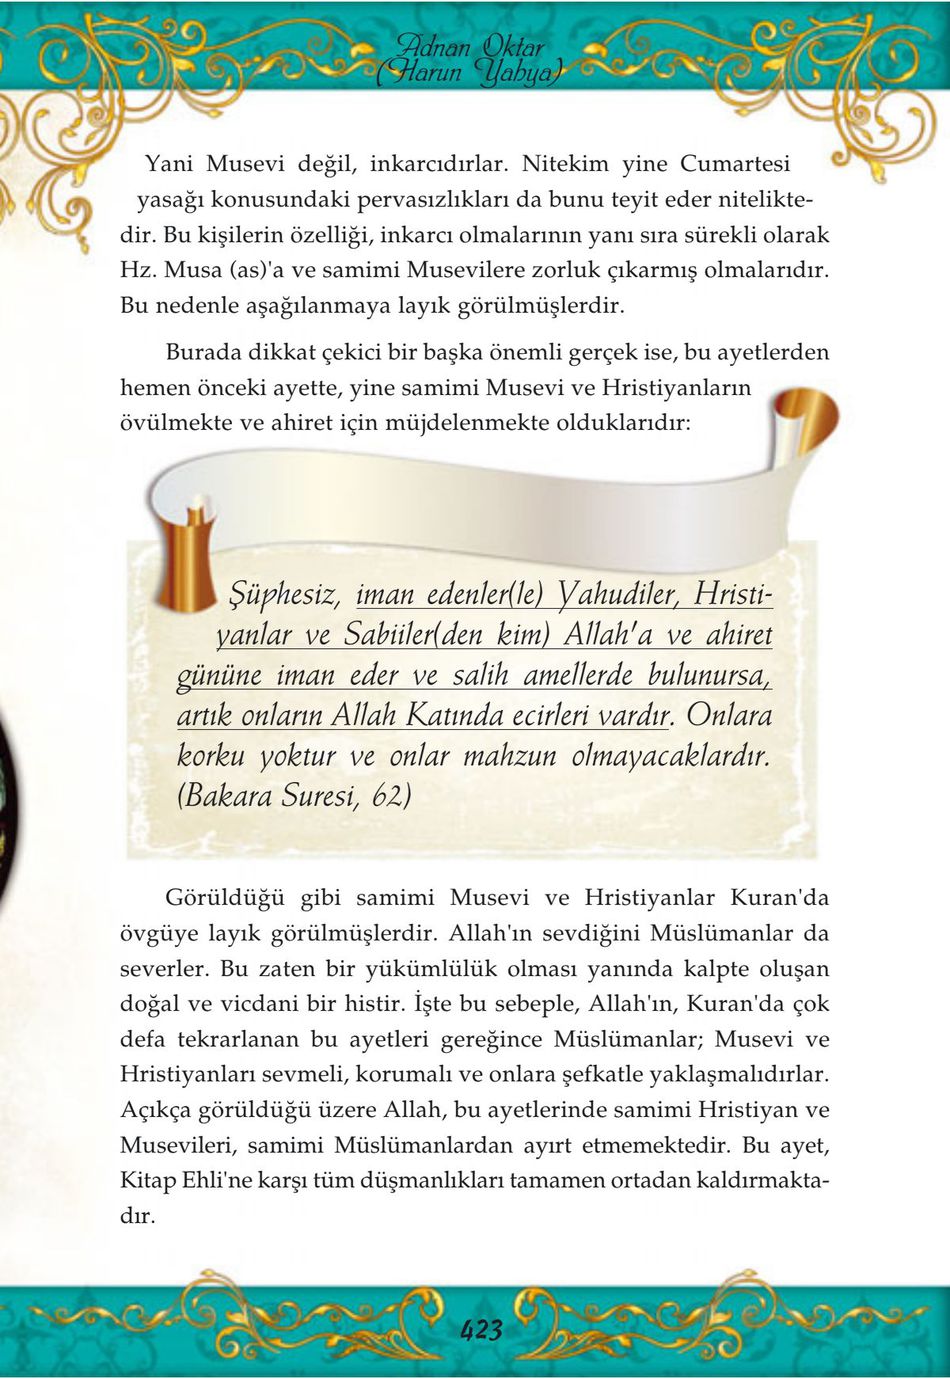 Adnan Oktar
(Harun Yahya)
Yani Musevi değil, inkarcıdırlar. Nitekim yine Cumartesi
yasağı konusundaki pervasızlıkları da bunu teyit eder nitelikte-
dir. Bu kişilerin özelliği, inkarcı olmalarının yanı sıra sürekli olarak
Hz. Musa (as)'a ve samimi Musevilere zorluk çıkarmış olmalarıdır.
Bu nedenle aşağılanmaya layık görülmüşlerdir.
Burada dikkat çekici bir başka önemli gerçek ise, bu ayetlerden
hemen önceki ayette, yine samimi Musevi ve Hristiyanların
övülmekte ve ahiret için müjdelenmekte olduklarıdır:
Şüphesiz, iman edenler(le) Yahudiler, Hristi-
yanlar ve Sabiiler(den kim) Allah'a ve ahiret
gününe iman eder ve salih amellerde bulunursa,
artık onların Allah Katında ecirleri vardır. Onlara
korku yoktur ve onlar mahzun olmayacaklardır.
(Bakara Suresi, 62)
Görüldüğü gibi samimi Musevi ve Hristiyanlar Kuran'da
övgüye layık görülmüşlerdir. Allah'ın sevdiğini Müslümanlar da
severler. Bu zaten bir yükümlülük olması yanında kalpte oluşan
doğal ve vicdani bir histir. İşte bu sebeple, Allah'ın, Kuran'da çok
defa tekrarlanan bu ayetleri gereğince Müslümanlar; Musevi ve
Hristiyanları sevmeli, korumalı ve onlara şefkatle yaklaşmalıdırlar.
Açıkça görüldüğü üzere Allah, bu ayetlerinde samimi Hristiyan ve
Musevileri, samimi Müslümanlardan ayırt etmemektedir. Bu ayet,
Kitap Ehli'ne karşı tüm düşmanlıkları tamamen ortadan kaldırmakta-
dır.
423